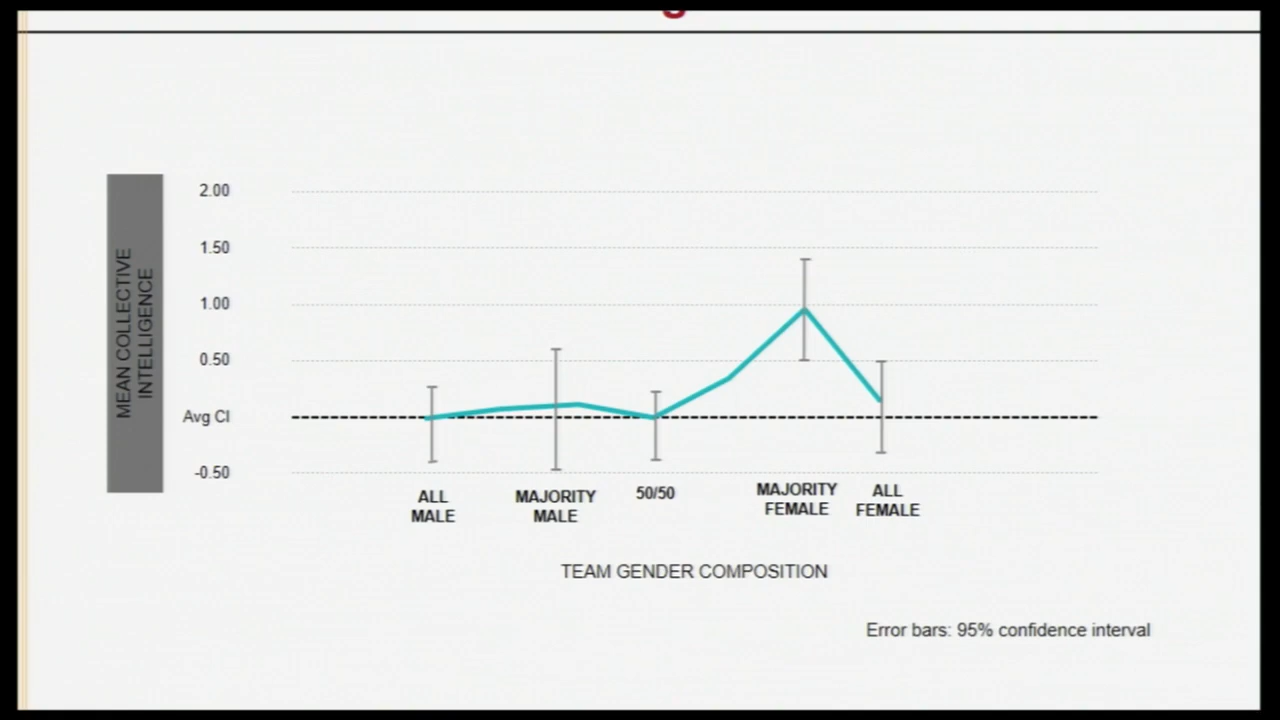 2.00
1.50
1.00
0.50
Avg CI
-0.50
MEAN COLLECTIVE
INTELLIGENCE
ALL
MALE
MAJORITY
MALE
50/50
MAJORITY
FEMALE
ALL
FEMALE
TEAM GENDER COMPOSITION
Error bars: 95% confidence interval